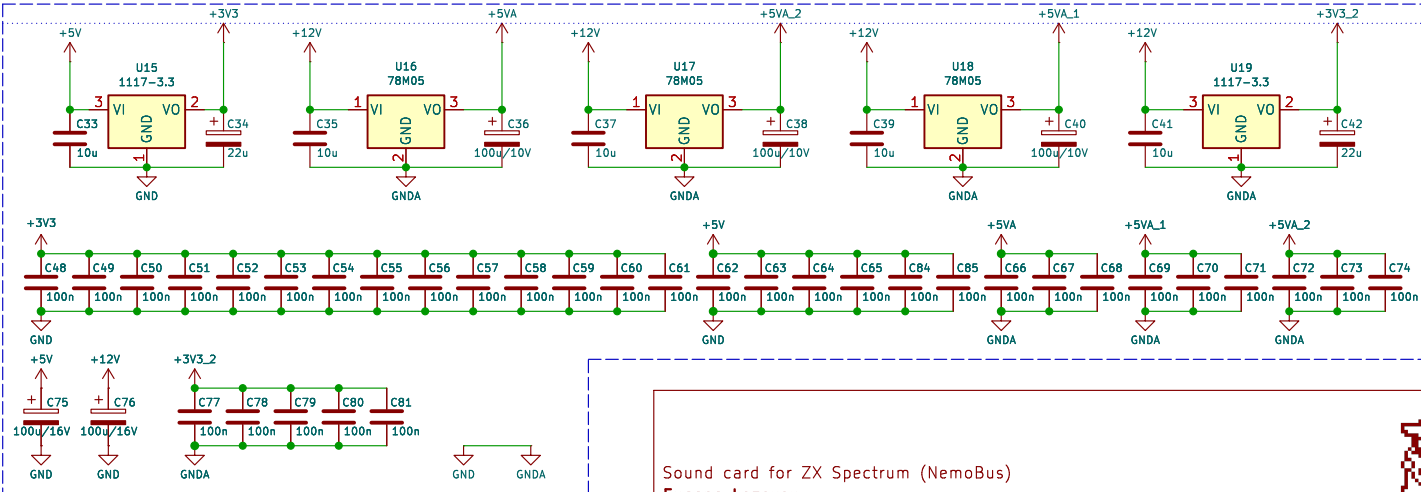 +3V3 +5VA +5VA_2 +5VA_1 +3V3_2
+5V +12V +12V +12V +12V
U15 U16 U17 U18 U19
1117-3.3 78M05 78M05 78M05 1117-3.3
3 VI VO 2 1 VI VO 3 1 VI VO 3 1 VI VO 3 3 VI VO 2
C33 GND + C34 C35 GND + C36 C37 GND + C38 C39 GND + C40 C41 GND + C42
10u 1 22u 10u 2 100u/10V 10u 2 100u/10V 10u 2 100u/10V 10u 1 22u
GND GNDA GNDA GNDA GNDA
+3V3 +5V +5VA +5VA_1 +5VA_2
C48 C49 C50 C51 C52 C53 C54 C55 C56 C57 C58 C59 C60 C61 C62 C63 C64 C65 C84 C85 C66 C67 C68 C69 C70 C71 C72 C73 C74
100n 100n 100n 100n 100n 100n 100n 100n 100n 100n 100n 100n 100n 100n 100n 100n 100n 100n 100n 100n 100n 100n 100n 100n 100n 100n 100n 100n 100n
GND GND GNDA GNDA GNDA
+5V +12V +3V3_2
+ C75 + C76 C77 C78 C79 C80 C81
100u/16V 100u/16V 100n 100n 100n 100n 100n
GND GND GNDA GND GNDA
Sound card for ZX Spectrum (NemoBus)